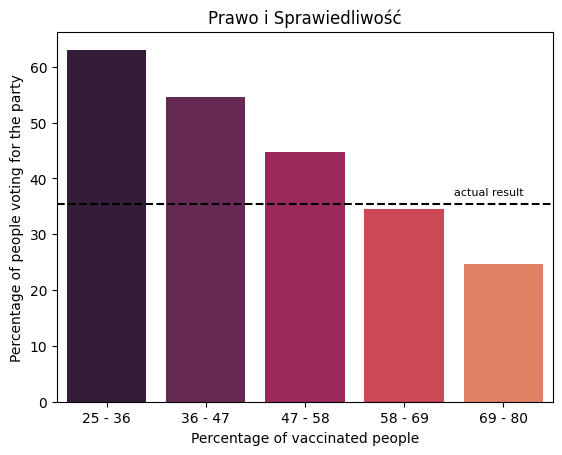 Prawo i Sprawiedliwość
Percentage of people voting for the party
60
50
40
30
20
10
0
actual result
25 - 36
36 - 47
47 - 58
58 - 69
69 - 80
Percentage of vaccinated people